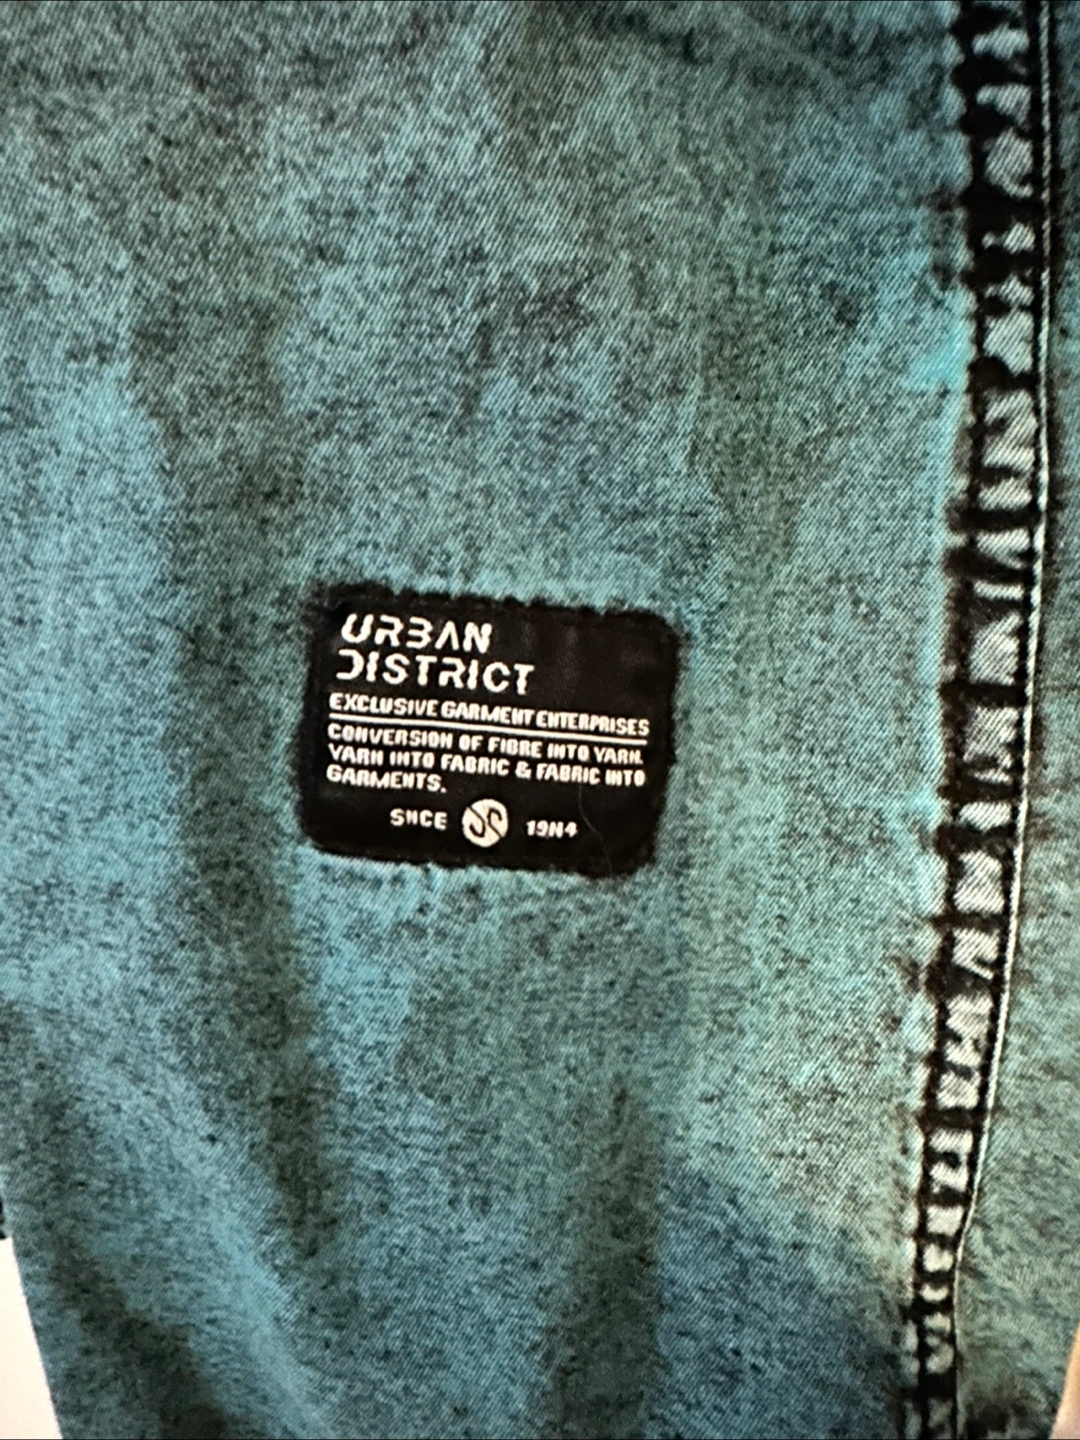 URBAN
DISTRICT
EXCLUSIVE GARMENT ENTERPRISES
CONVERSION OF FIBRE INTO YARN.
YARN INTO FABRIC & FABRIC INTO
GARMENTS.
SNCE 19N4